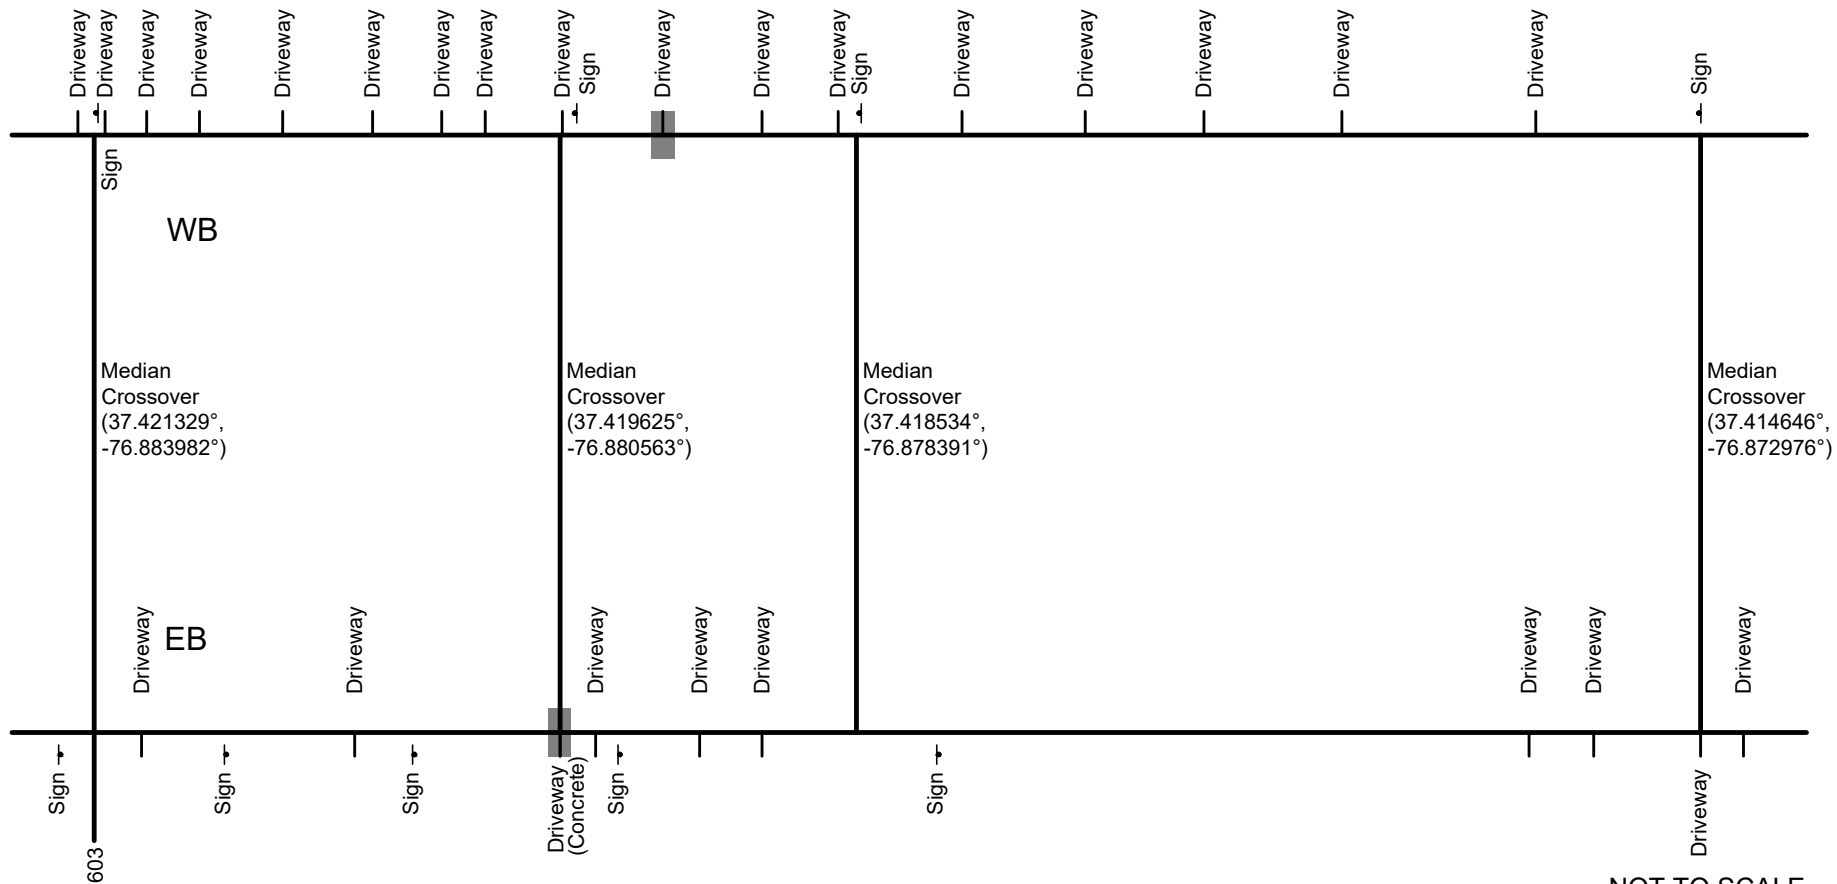 Driveway
Driveway
Driveway
Driveway
Driveway
Driveway
Driveway
Driveway
Driveway
Sign
Driveway
Driveway
Driveway
Sign
Driveway
Driveway
Driveway
Driveway
Driveway
Sign
Sign
WB
Median
Crossover
(37.421329°,
-76.883982°)
Median
Crossover
(37.419625°,
-76.880563°)
Median
Crossover
(37.418534°,
-76.878391°)
Median
Crossover
(37.414646°,
-76.872976°)
EB
Driveway
Driveway
Driveway
Driveway
Driveway
Driveway
Driveway
Driveway
Sign
Sign
Sign
Driveway
(Concrete)
Sign
Sign
Driveway
603
NOT TO SCALE